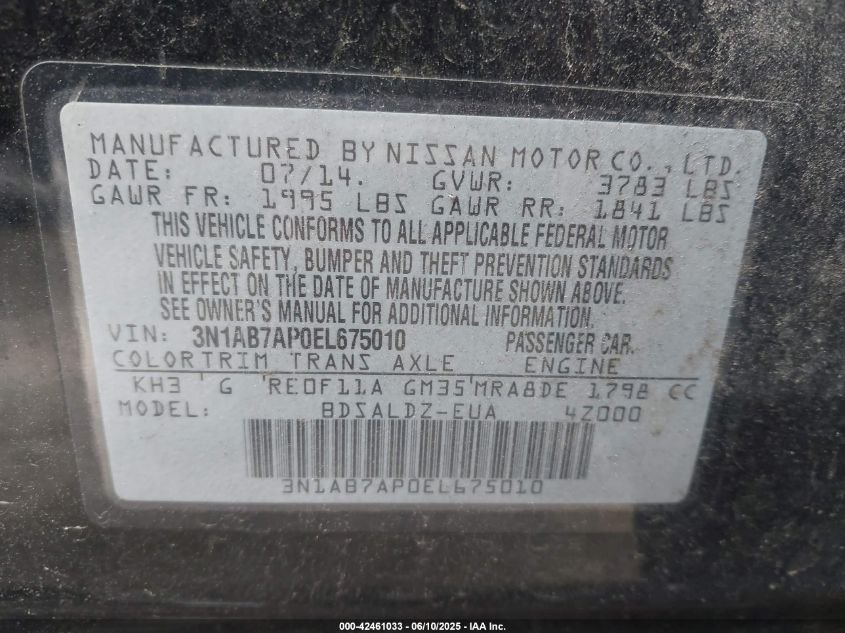 MANUFACTURED BY NISSAN MOTOR CO., LTD.
DATE: 07/14. GVWR: 3783 LBS
GAWR FR: 1995 LBS GAWR RR: 1841 LBS
THIS VEHICLE CONFORMS TO ALL APPLICABLE FEDERAL MOTOR
VEHICLE SAFETY, BUMPER AND THEFT PREVENTION STANDARDS
IN EFFECT ON THE DATE OF MANUFACTURE SHOWN ABOVE.
SEE OWNER'S MANUAL FOR ADDITIONAL INFORMATION.
VIN: 3N1AB7AP0EL675010 PASSENGER CAR.
COLORTRIM TRANS AXLE ENGINE
KH3 G RE0F11A GM35 MRA8DE 1798 CC
MODEL: BDSALDZ-EUA 4Z000
3N1AB7AP0EL675010
000-42461033 - 06/10/2025 - IAA Inc.